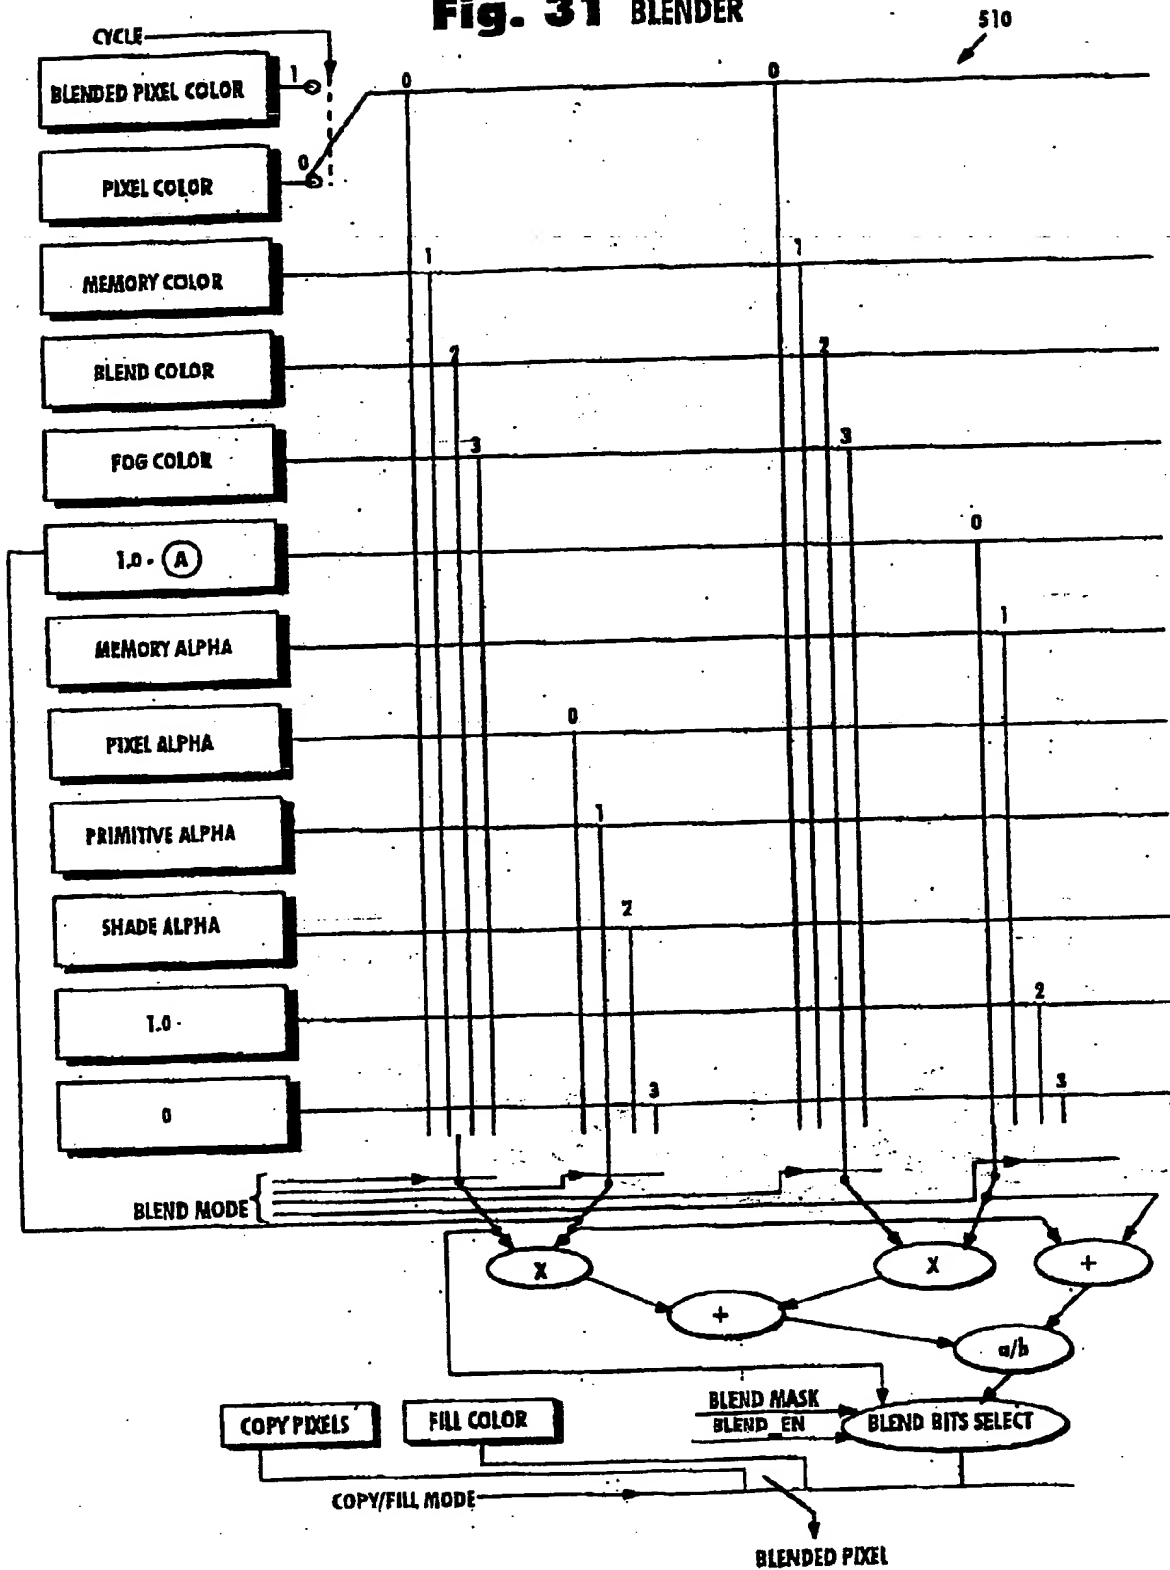 Fig. 31 BLENDER
510
CYCLE
BLENDED PIXEL COLOR
1
0
0
PIXEL COLOR
0
MEMORY COLOR
1
1
BLEND COLOR
2
2
FOG COLOR
3
3
1.0 - A
0
MEMORY ALPHA
1
PIXEL ALPHA
0
PRIMITIVE ALPHA
1
SHADE ALPHA
2
1.0
2
0
3
3
BLEND MODE
X
X
+
+
a/b
BLEND MASK
BLEND_EN
BLEND BITS SELECT
COPY PIXELS
FILL COLOR
COPY/FILL MODE
BLENDED PIXEL